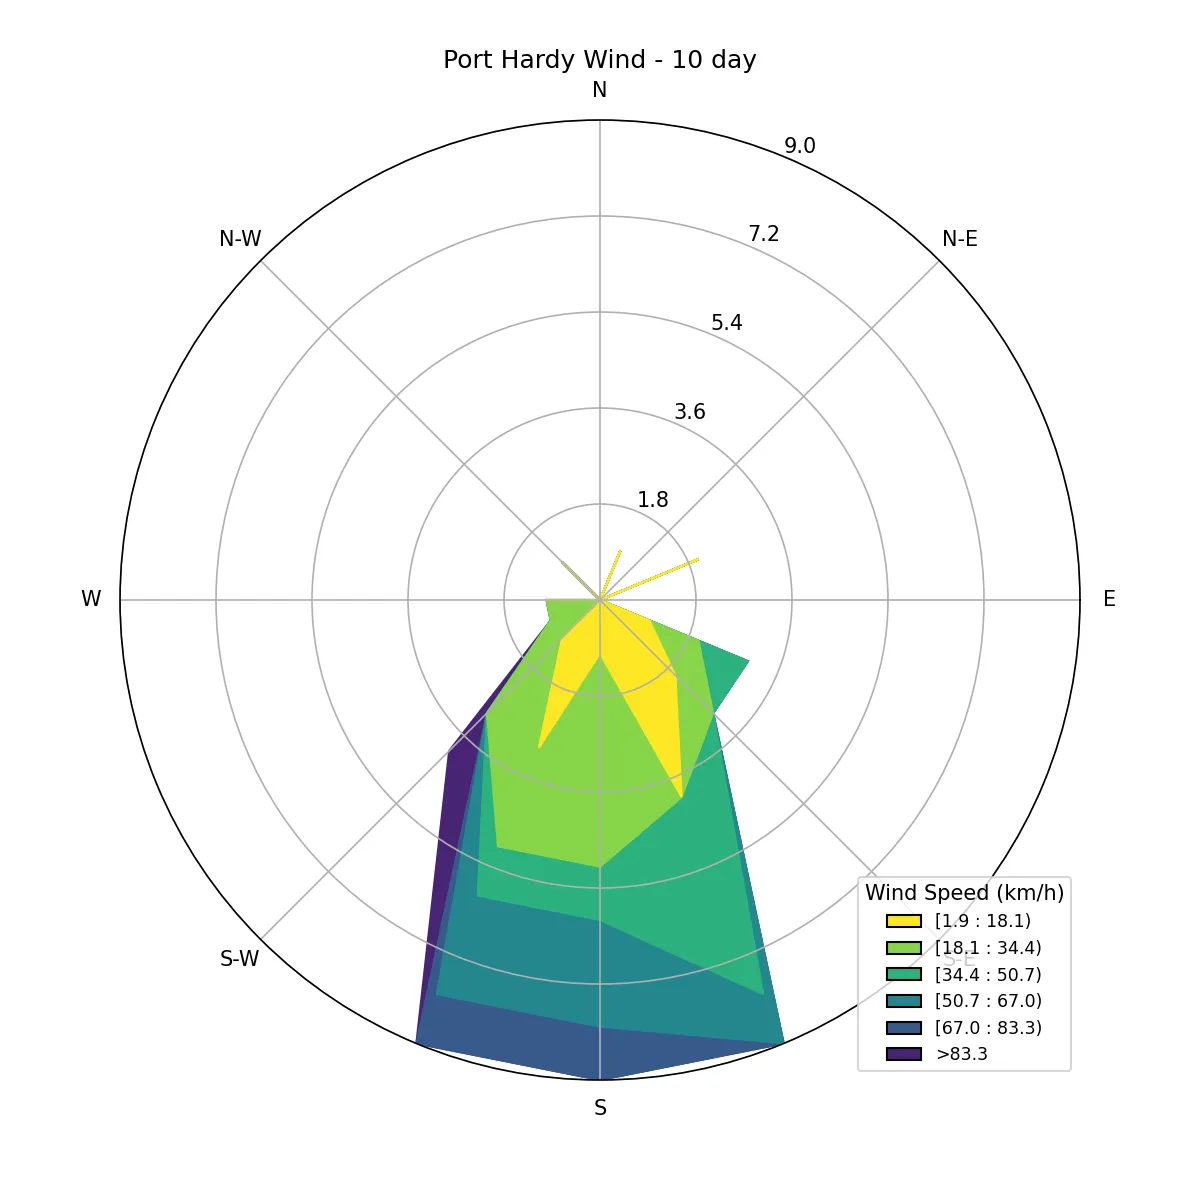 Port Hardy Wind - 10 day
N
9.0
N-W
7.2
N-E
5.4
3.6
1.8
W
E
S-W
S-E
S
Wind Speed (km/h)
[1.9 : 18.1)
[18.1 : 34.4)
[34.4 : 50.7)
[50.7 : 67.0)
[67.0 : 83.3)
>83.3